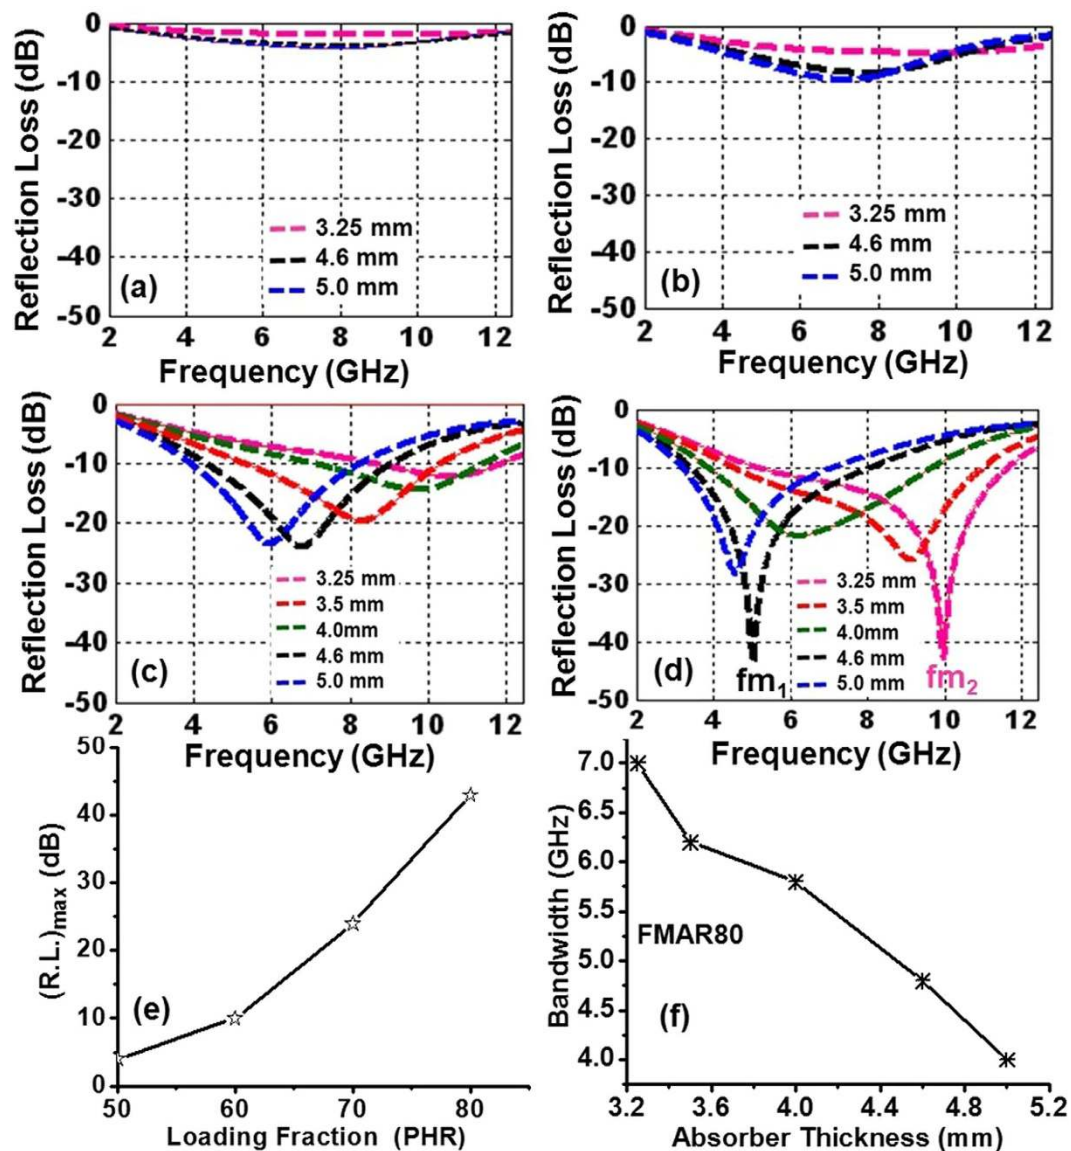 0
-10
-20
-30
-40
-50
Reflection Loss (dB)
3.25 mm
4.6 mm
5.0 mm
(a)
2 4 6 8 10 12
Frequency (GHz)
0
-10
-20
-30
-40
-50
Reflection Loss (dB)
3.25 mm
4.6 mm
5.0 mm
(b)
2 4 6 8 10 12
Frequency (GHz)
0
-10
-20
-30
-40
-50
Reflection Loss (dB)
3.25 mm
3.5 mm
4.0mm
4.6 mm
5.0 mm
(c)
2 4 6 8 10 12
Frequency (GHz)
0
-10
-20
-30
-40
-50
Reflection Loss (dB)
3.25 mm
3.5 mm
4.0mm
4.6 mm
5.0 mm
(d)
fm1
fm2
2 4 6 8 10 12
Frequency (GHz)
50
40
30
20
10
0
(R.L.)max (dB)
(e)
50 60 70 80
Loading Fraction (PHR)
7.0
6.5
6.0
5.5
5.0
4.5
4.0
Bandwidth (GHz)
FMAR80
(f)
3.2 3.6 4.0 4.4 4.8 5.2
Absorber Thickness (mm)